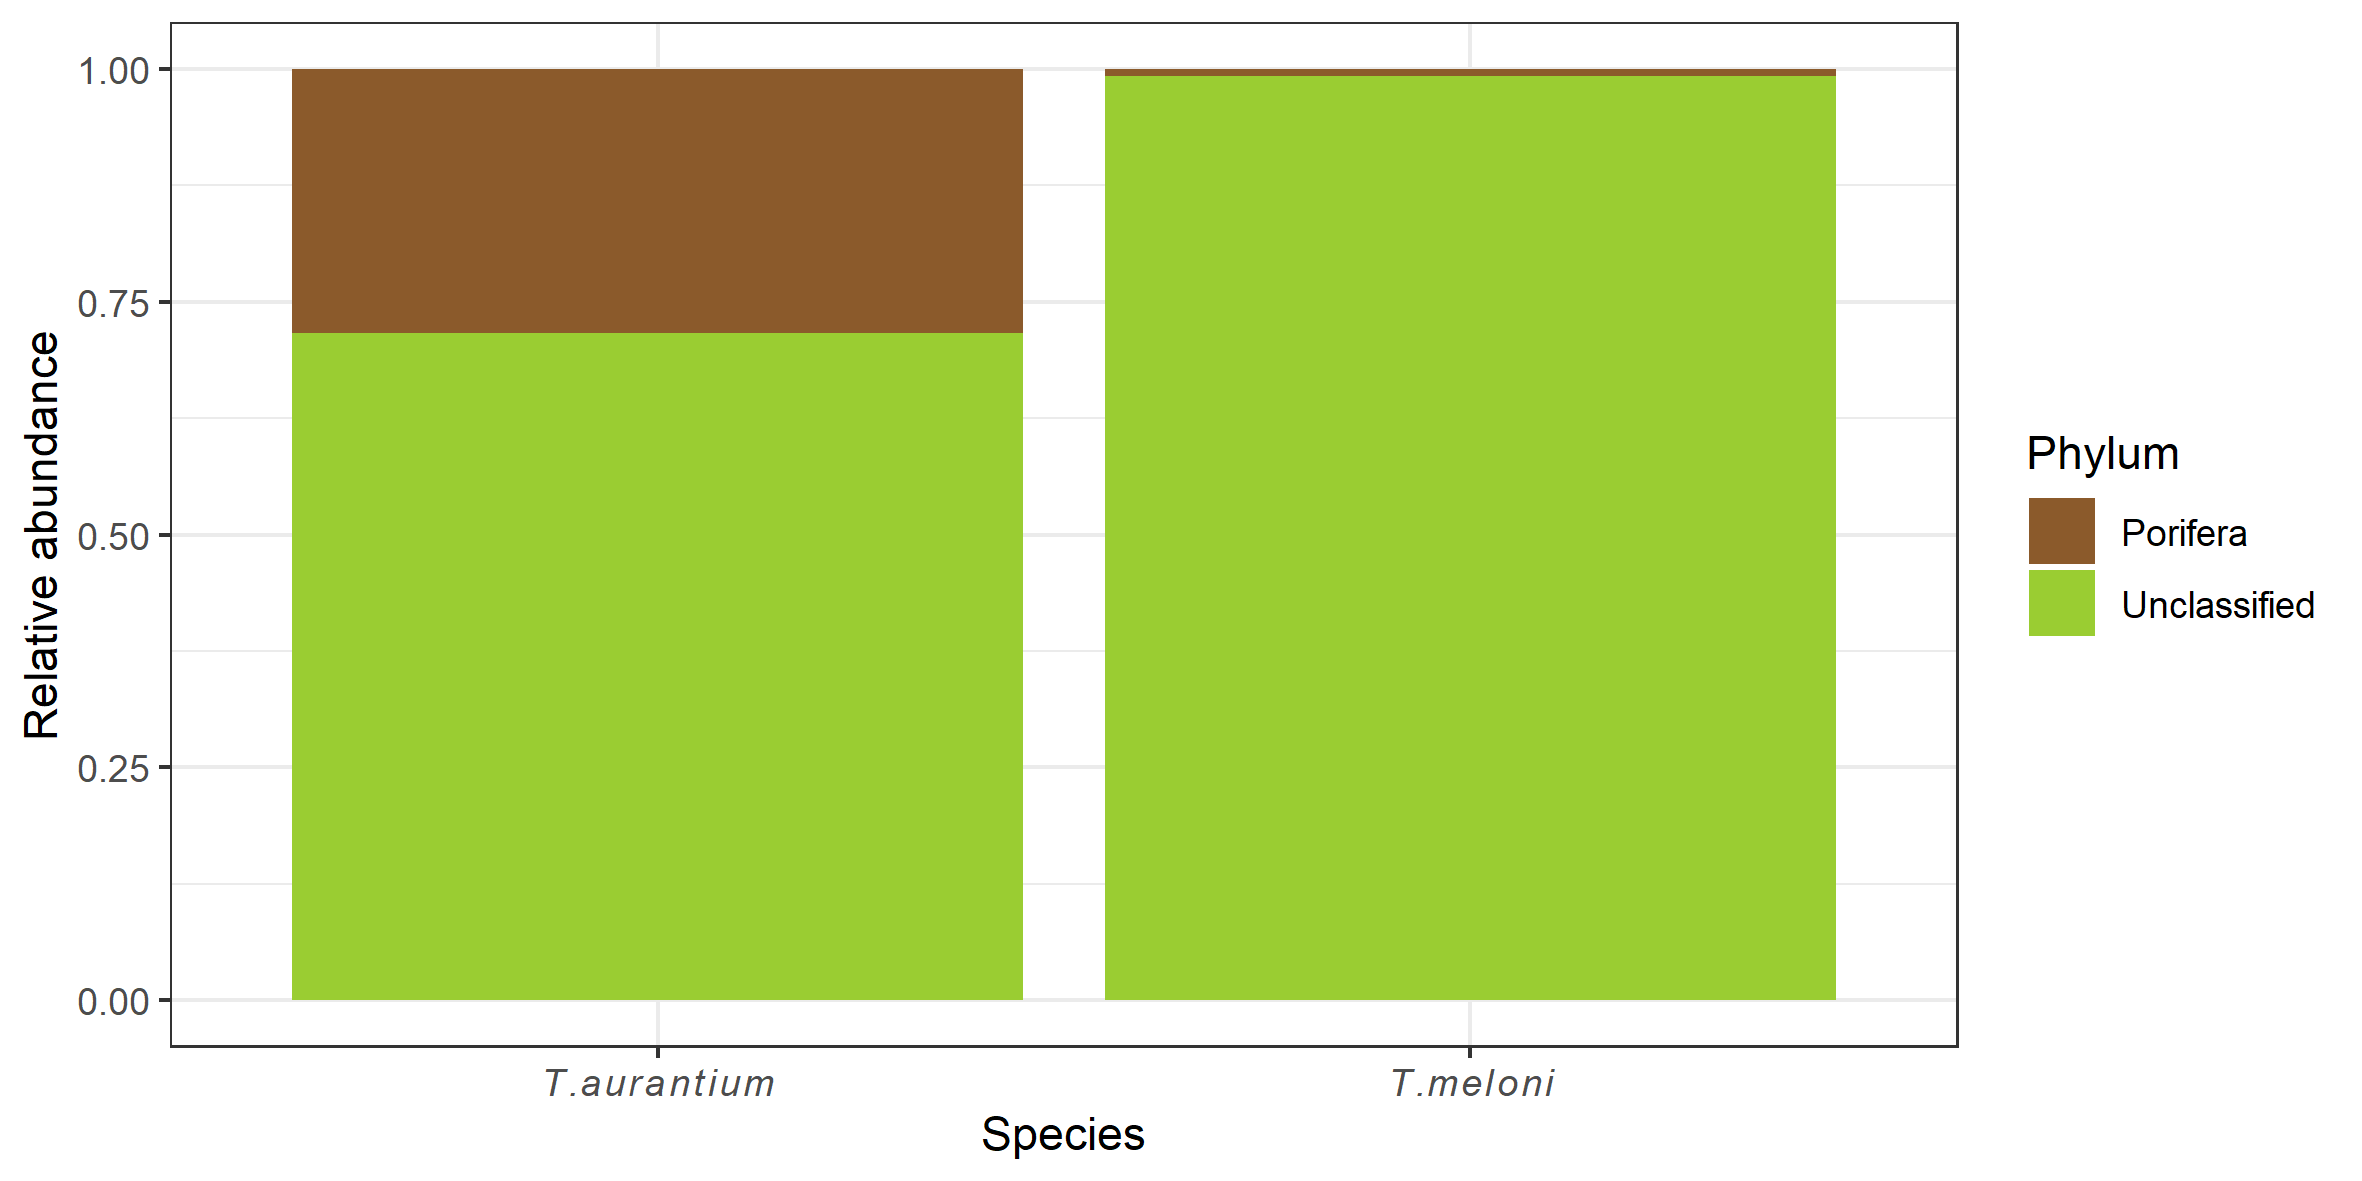 Relative abundance
1.00
0.75
0.50
0.25
0.00
T.aurantium
T.meloni
Species
Phylum
Porifera
Unclassified